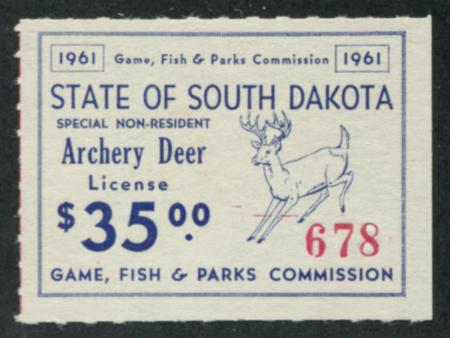 1961 Game, Fish & Parks Commission 1961
STATE OF SOUTH DAKOTA
SPECIAL NON-RESIDENT
Archery Deer
License
$35.00
678
GAME, FISH & PARKS COMMISSION